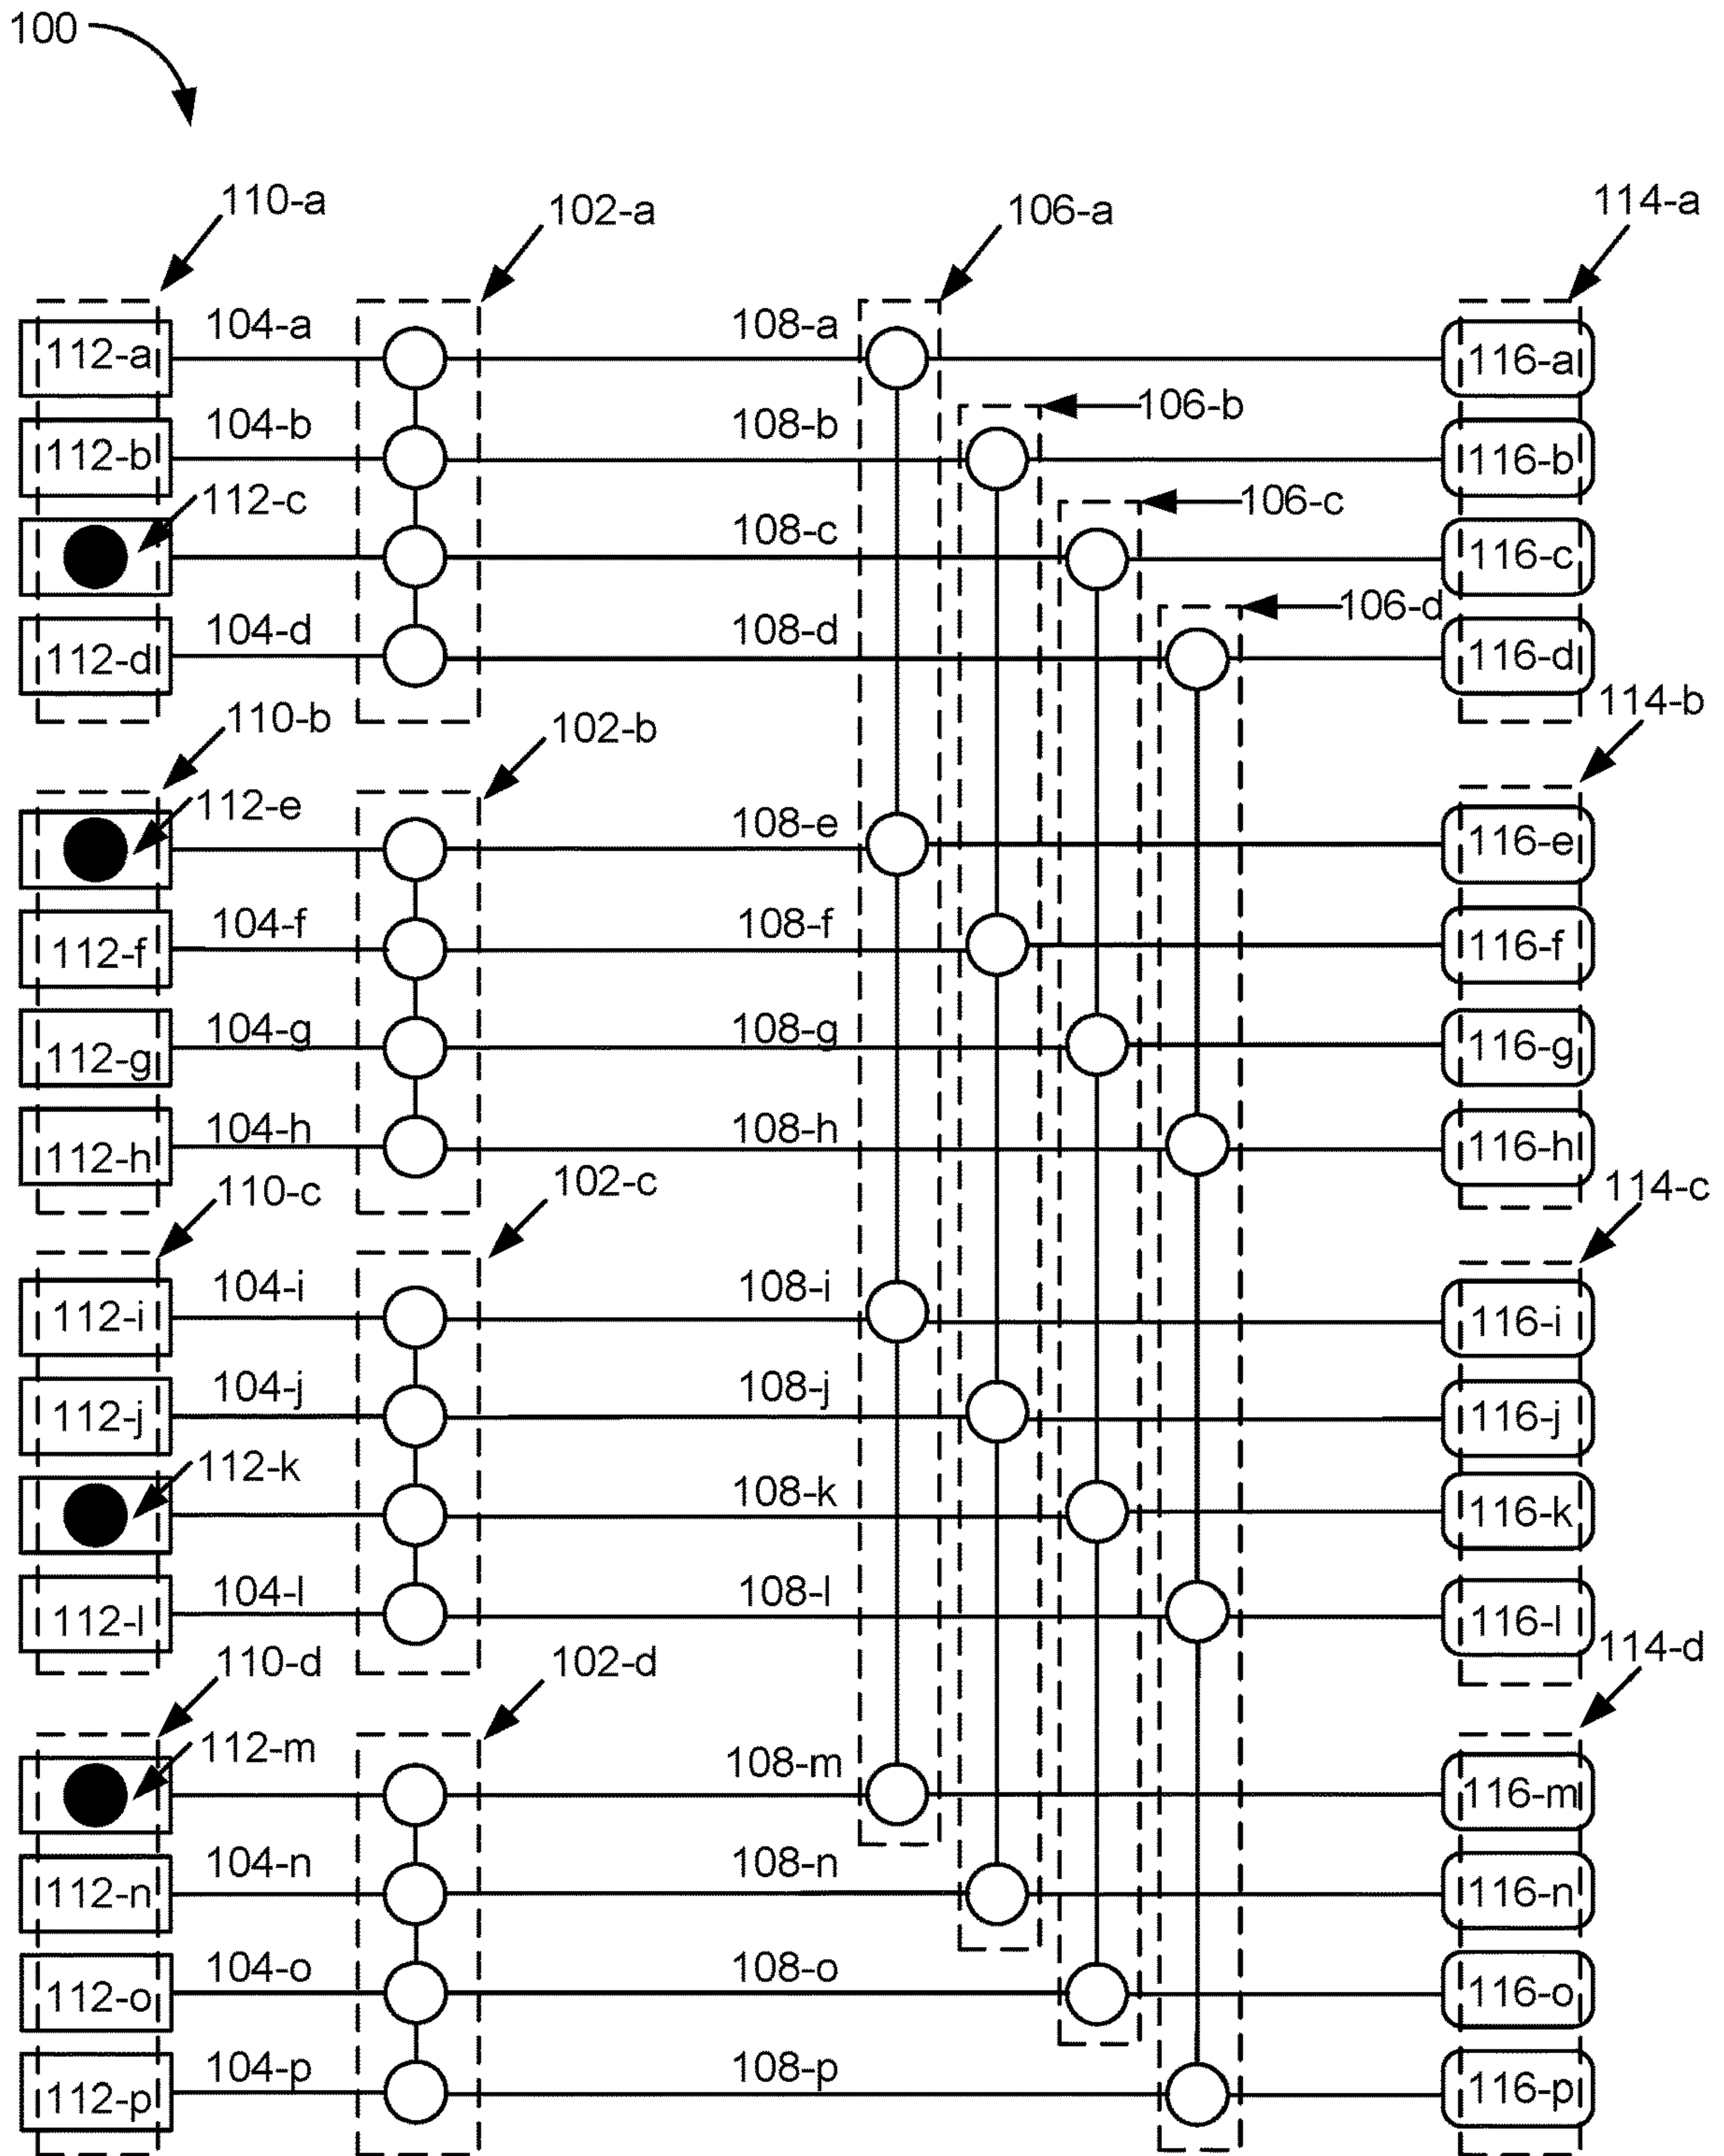 100
110-a 102-a 106-a 114-a
112-a 104-a 108-a 116-a
106-b
112-b 104-b 108-b 116-b
112-c 108-c 106-c 116-c
106-d
112-d 104-d 108-d 116-d
110-b 102-b 114-b
112-e 108-e 116-e
112-f 104-f 108-f 116-f
112-g 104-g 108-g 116-g
112-h 104-h 108-h 116-h
110-c 102-c 114-c
112-i 104-i 108-i 116-i
112-j 104-j 108-j 116-j
112-k 108-k 116-k
112-l 104-l 108-l 116-l
110-d 102-d 114-d
112-m 108-m 116-m
112-n 104-n 108-n 116-n
112-o 104-o 108-o 116-o
112-p 104-p 108-p 116-p